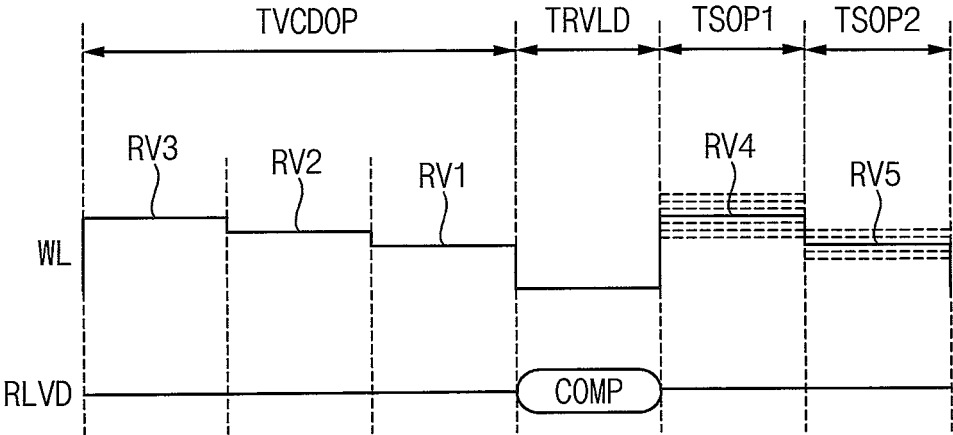 TVCDOP TRVLD TSOP1 TSOP2
RV3 RV2 RV1 RV4 RV5
WL
RLVD COMP